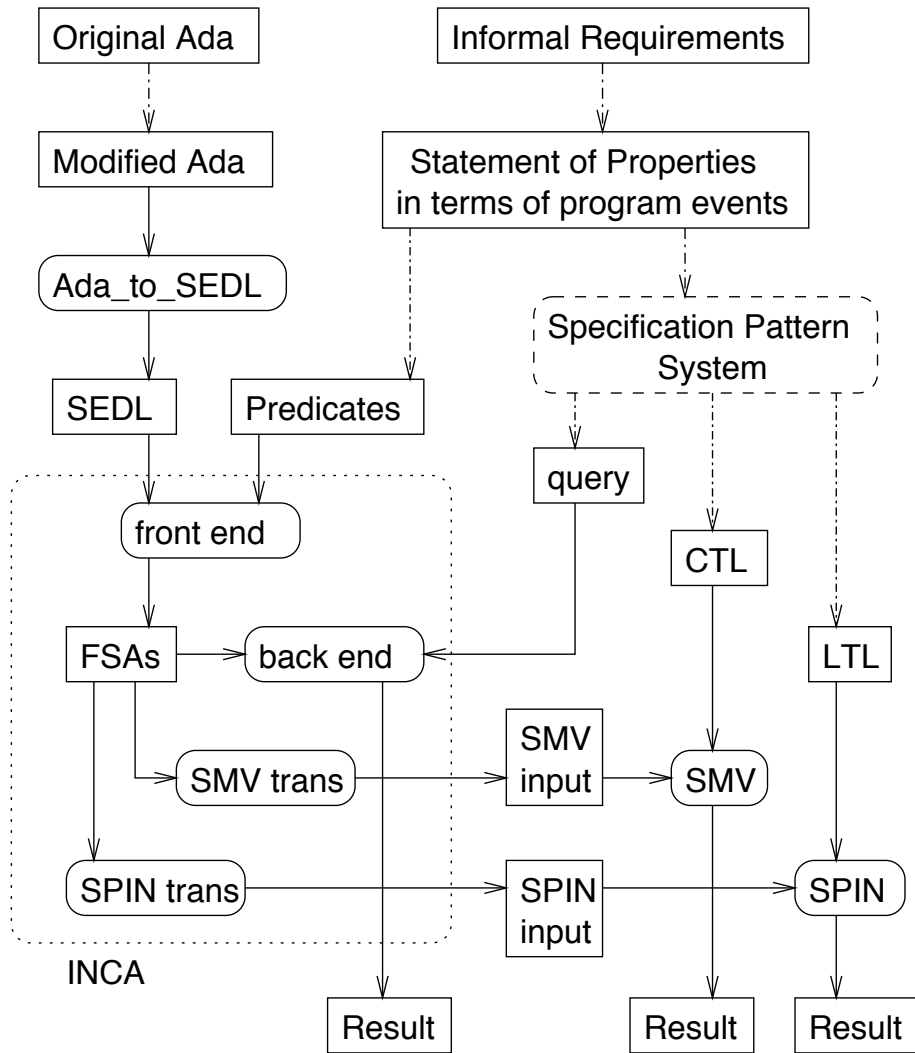 Original Ada
Informal Requirements
Modified Ada
Statement of Properties
in terms of program events
Ada_to_SEDL
Specification Pattern
System
SEDL
Predicates
query
front end
CTL
FSAs
back end
LTL
SMV trans
SMV
input
SMV
SPIN trans
SPIN
input
SPIN
INCA
Result
Result
Result